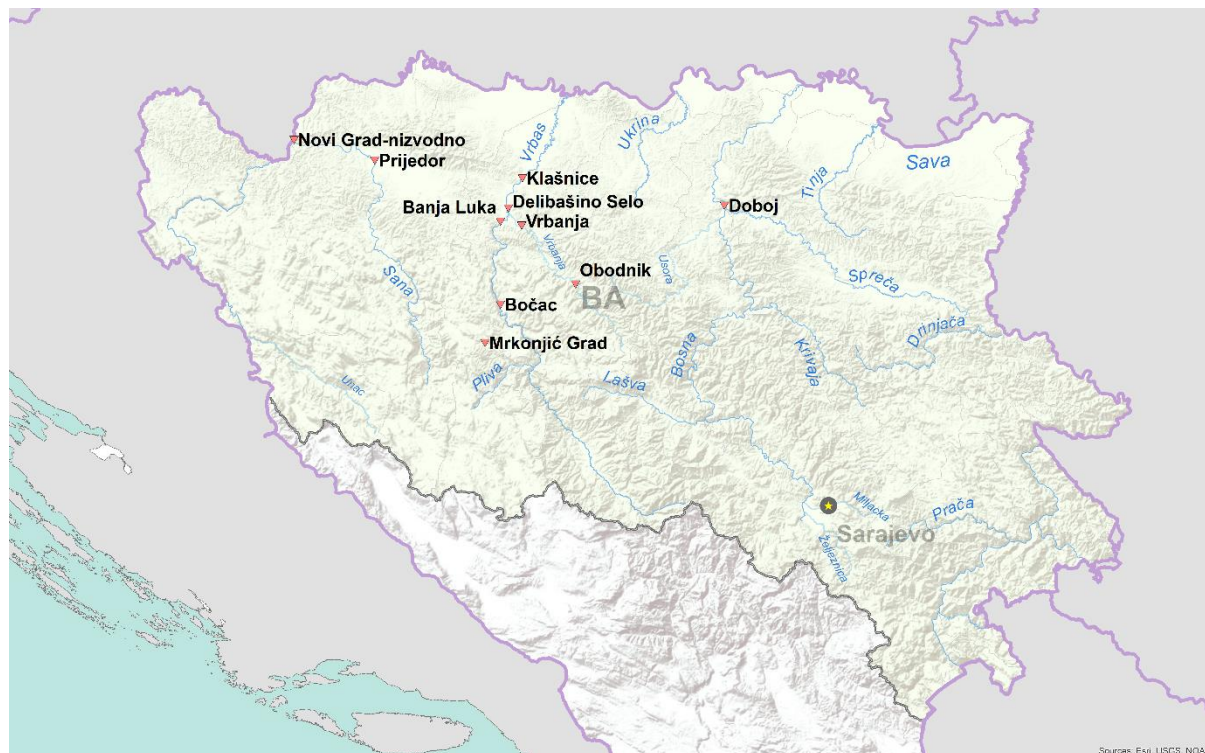 Novi Grad-nizvodno
Prijedor
Vrbas
Ukrina
Klašnice
Tinja
Sava
Delibašino Selo
Banja Luka
Doboj
Vrbanja
Vrbanja
Usora
Obodnik
BA
Sana
Spreča
Bočac
Drinjača
Mrkonjić Grad
Bosna
Krivaja
Pliva
Lašva
Unac
Miljacka
Prača
Sarajevo
Željeznica
Sources: Esri, USGS, NOA